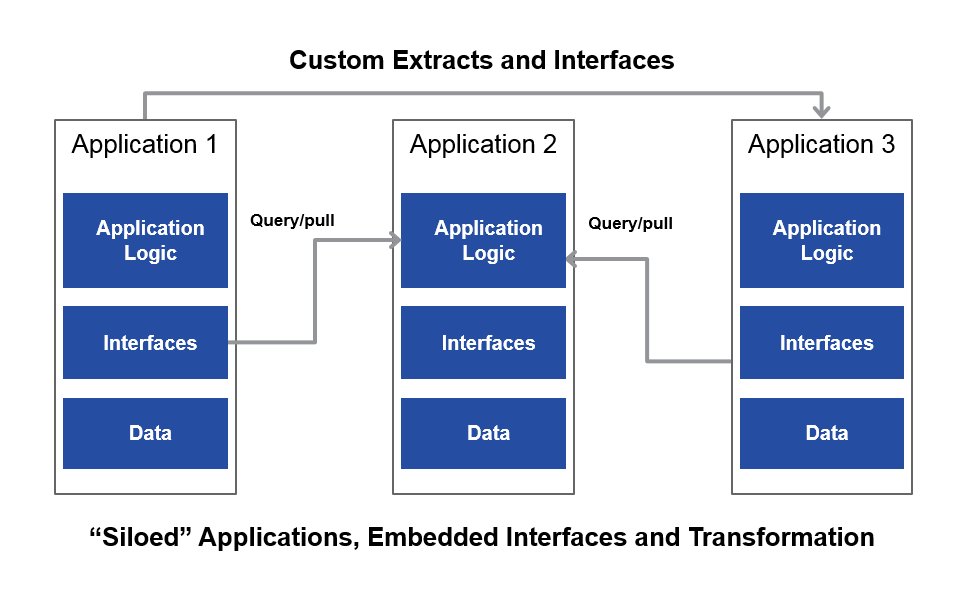 Custom Extracts and Interfaces
Application 1
Application 2
Application 3
Application
Logic
Query/pull
Application
Logic
Query/pull
Application
Logic
Interfaces
Interfaces
Interfaces
Data
Data
Data
“Siloed” Applications, Embedded Interfaces and Transformation